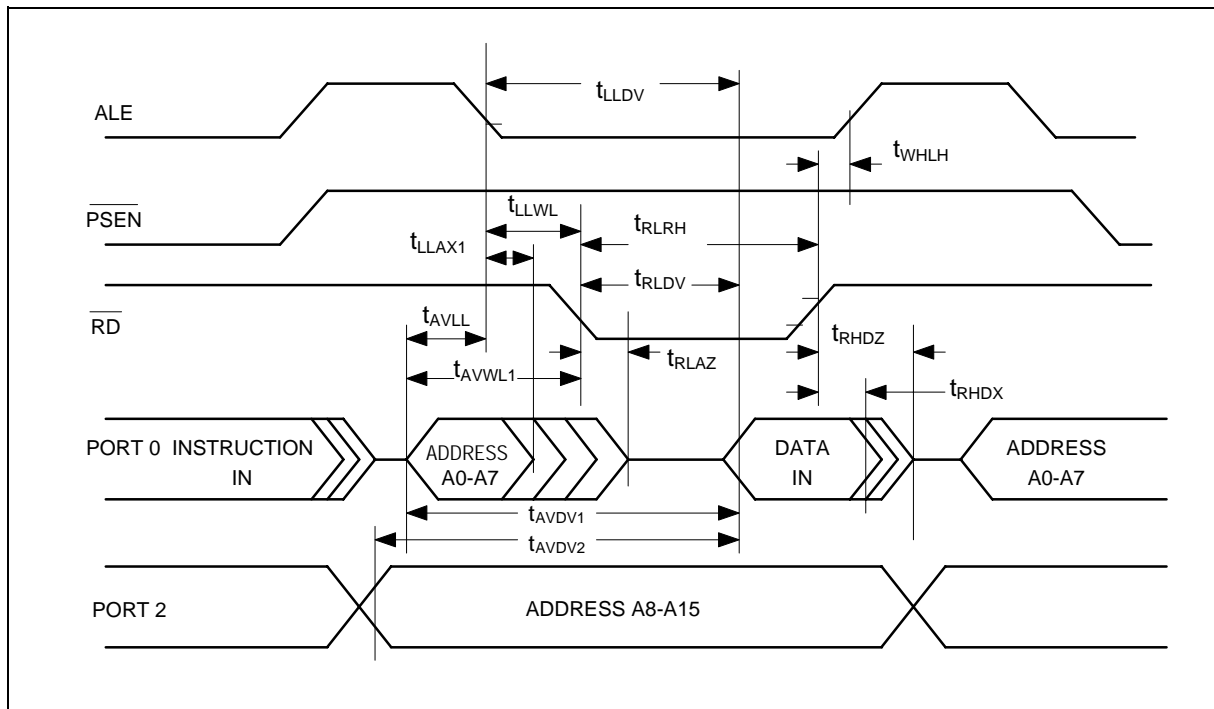 ALE
tLLDV
tWHLH
PSEN
tLLWL
tRLRH
tLLAX1
tRLDV
RD
tAVLL
tRLAZ
tRHDZ
tAVWL1
tRHDX
PORT 0 INSTRUCTION
IN
ADDRESS
A0-A7
DATA
IN
ADDRESS
A0-A7
tAVDV1
tAVDV2
PORT 2
ADDRESS A8-A15